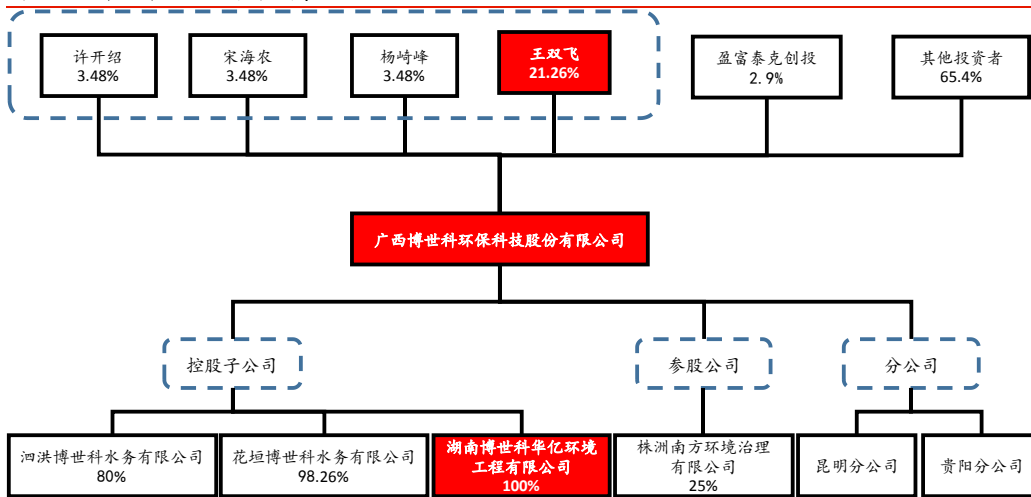 许开绍
3.48%
宋海农
3.48%
杨崎峰
3.48%
王双飞
21.26%
盈富泰克创投
2.9%
其他投资者
65.4%
广西博世科环保科技股份有限公司
控股子公司
参股公司
分公司
泗洪博世科水务有限公司
80%
花垣博世科水务有限公司
98.26%
湖南博世科华亿环境
工程有限公司
100%
株洲南方环境治理
有限公司
25%
昆明分公司
贵阳分公司